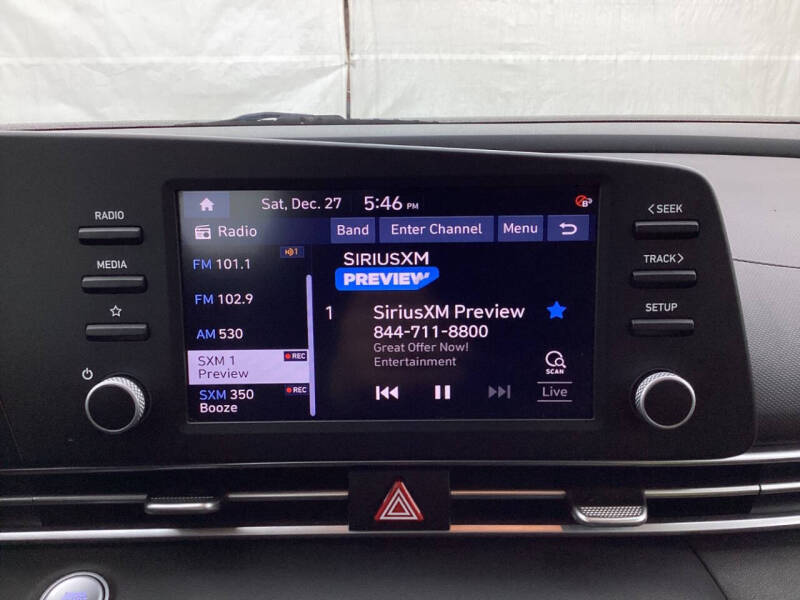 RADIO
MEDIA
Sat, Dec. 27 5:46 PM
Radio
Band
Enter Channel
Menu
1
FM 101.1
FM 102.9
AM 530
SXM 1
REC
Preview
SXM 350
REC
Booze
SIRIUSXM
PREVIEW
1
SiriusXM Preview
844-711-8800
Great Offer Now!
Entertainment
SCAN
Live
< SEEK
TRACK >
SETUP